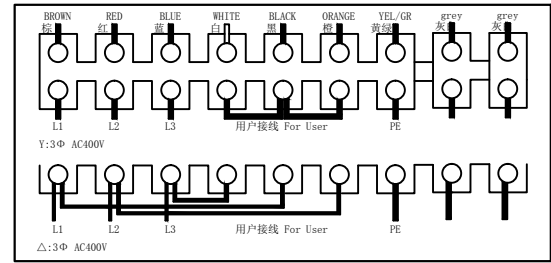 BROWN RED BLUE WHITE BLACK ORANGE YEL/GR grey grey
棕 红 蓝 白 黑 橙 黄绿 灰 灰
L1 L2 L3 用户接线 For User PE
Y:3Φ AC400V
L1 L2 L3 用户接线 For User PE
△:3Φ AC400V